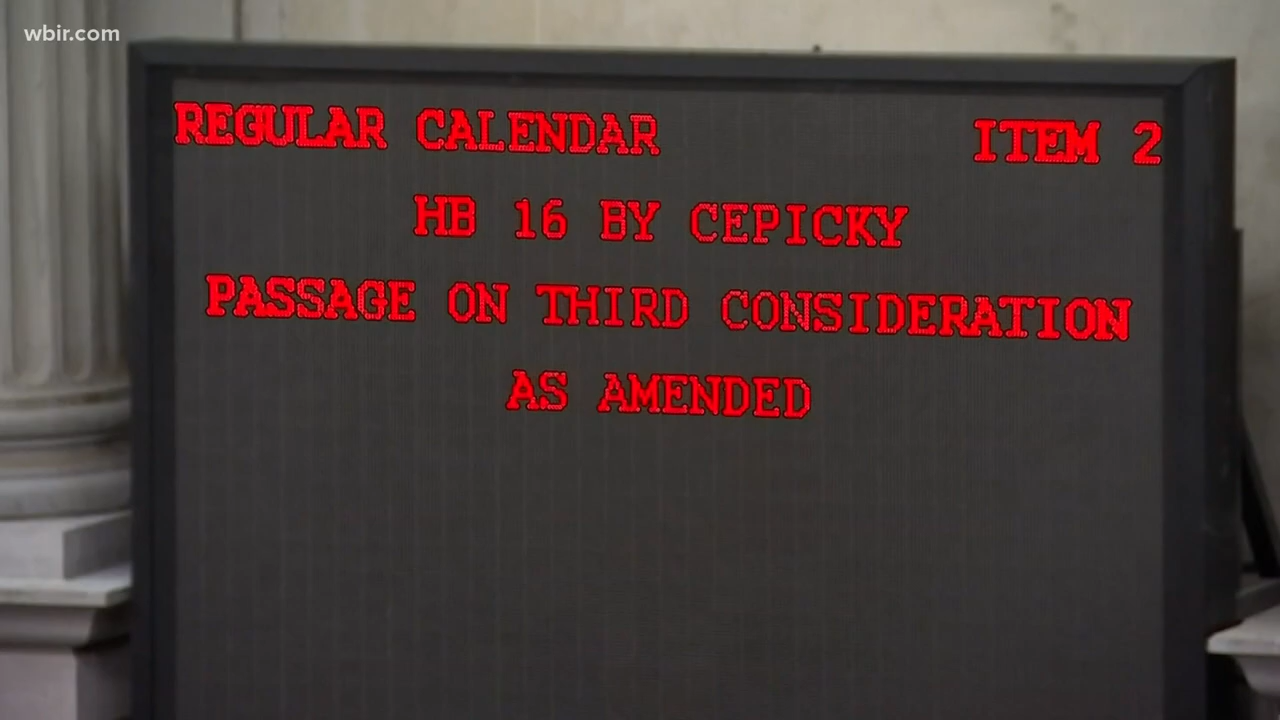 wbir.com
REGULAR CALENDAR ITEM 2
HB 16 BY CEPICKY
PASSAGE ON THIRD CONSIDERATION
AS AMENDED